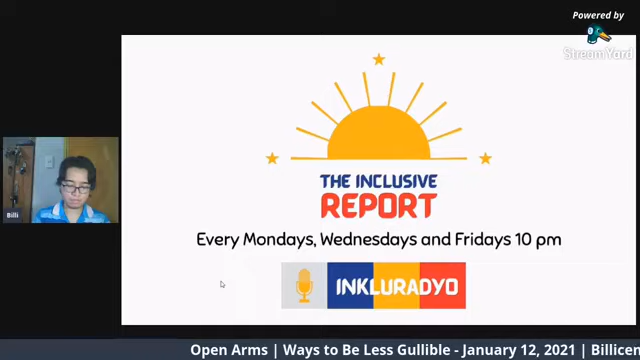 Powered by
StreamYard
THE INCLUSIVE
REPORT
Every Mondays, Wednesdays and Fridays 10 pm
INKLURADYO
Billi
Open Arms | Ways to Be Less Gullible - January 12, 2021 | Billicen